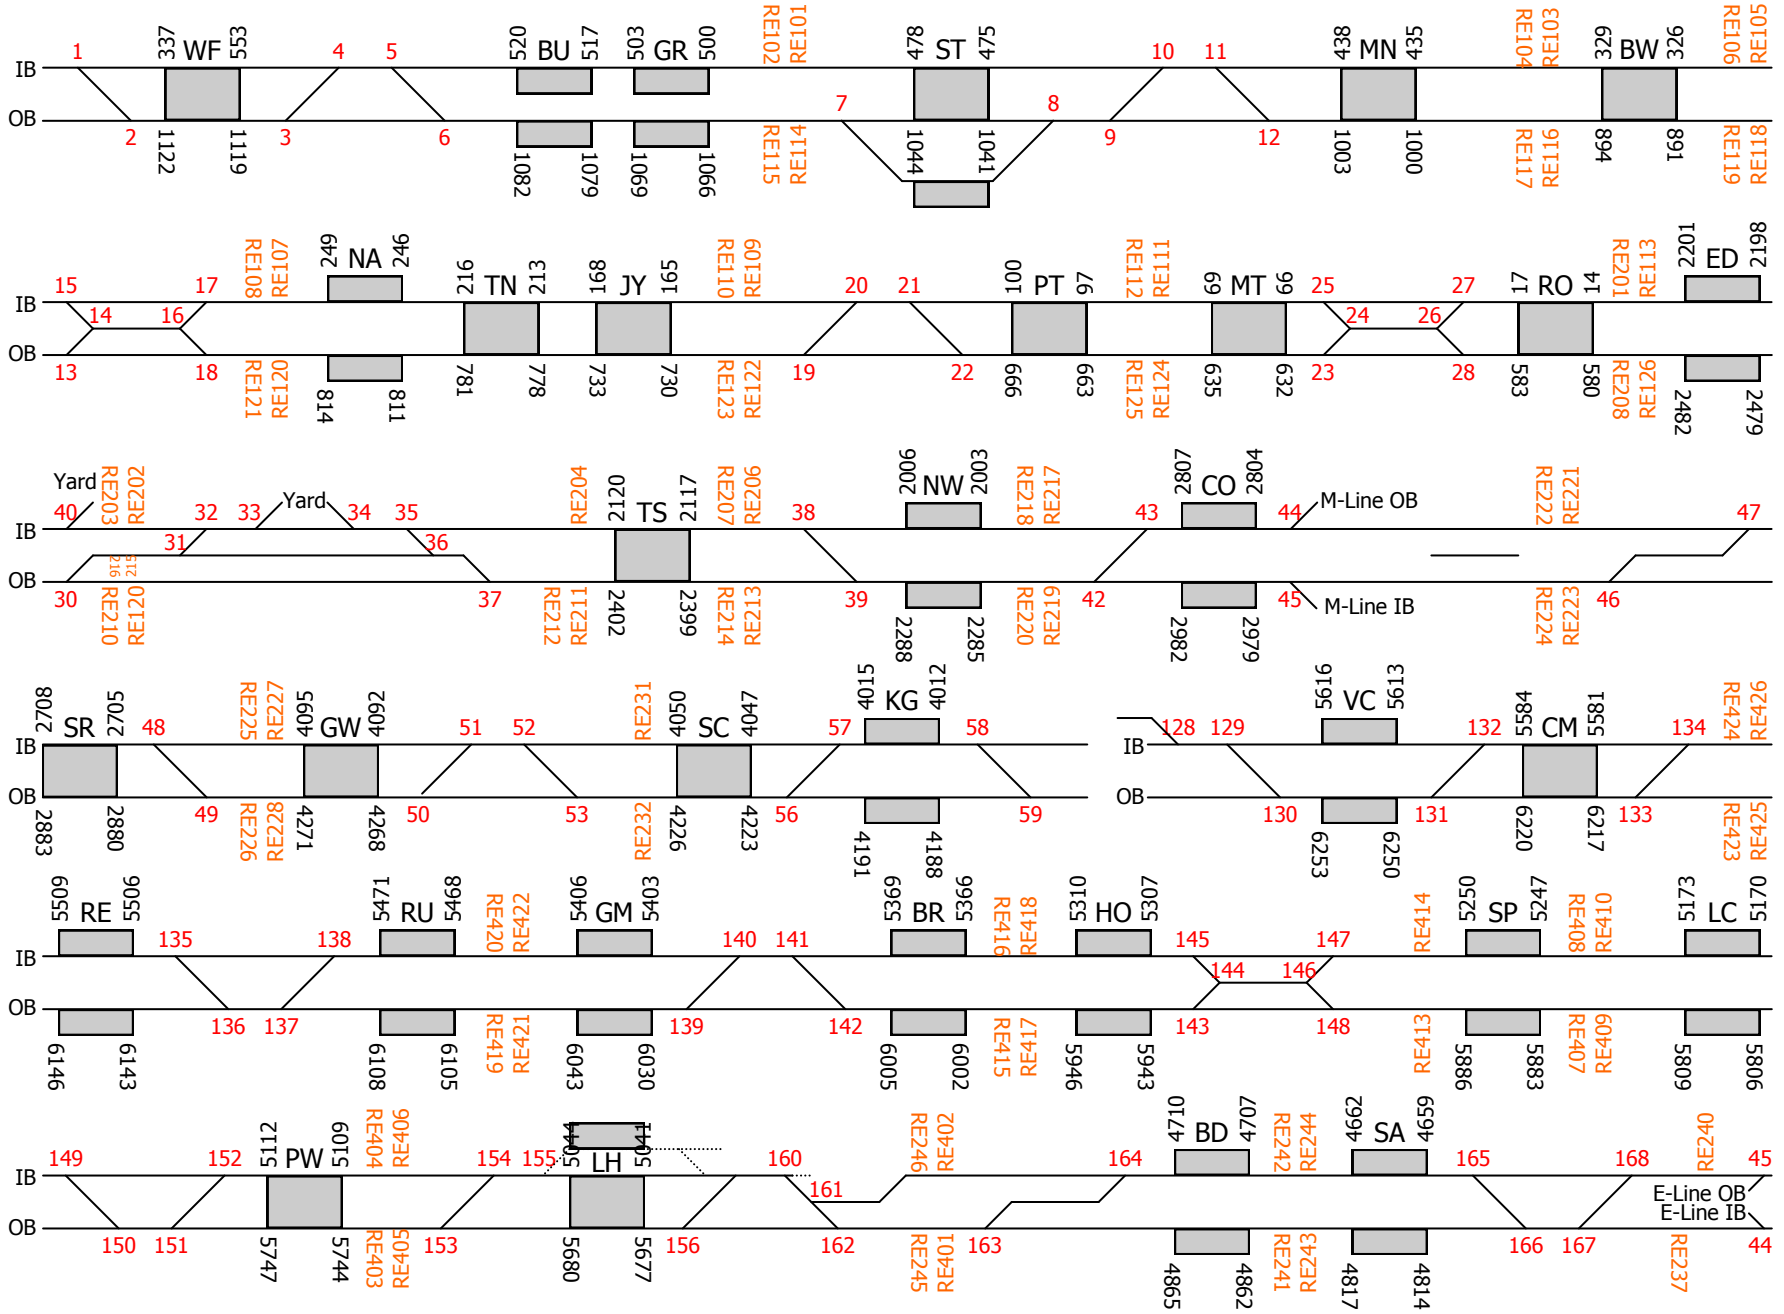 1 337 WF 553 4 5 520 BU 517 503 GR 500 RE102 RE101 478 ST 475 10 11 438 MN 435 RE104 RE103 329 BW 326 RE106 RE105
IB
OB
2 1122 1119 3 6 1082 1079 1069 1066 RE115 RE114 7 1044 1041 8 9 12 1003 1000 RE117 RE116 894 891 RE119 RE118
15 17 RE108 RE107 249 NA 246 216 TN 213 168 JY 165 RE110 RE109 20 21 100 PT 97 RE112 RE111 69 MT 66 25 27 17 RO 14 RE201 RE113 2201 ED 2198
IB 14 16 24 26
OB
13 18 RE121 RE120 814 811 781 778 733 730 RE123 RE122 19 22 666 663 RE125 RE124 635 632 23 28 583 580 RE208 RE126 2482 2479
Yard RE203 RE202 Yard RE204 2120 TS 2117 RE207 RE206 2006 NW 2003 RE218 RE217 2807 CO 2804 M-Line OB RE222 RE221
40 32 33 34 35 38 43 44 47
IB 31 36
OB 216 215
30 RE210 RE120 37 RE212 RE211 2402 2399 RE214 RE213 39 2288 2285 RE220 RE219 42 2982 2979 45 M-Line IB RE224 RE223 46
2708 SR 2705 48 RE225 RE227 4065 GW 4062 51 52 RE231 4050 SC 4047 57 4015 KG 4012 58 128 129 5616 VC 5613 132 5584 CM 5581 134 RE424 RE426
IB IB
OB OB
2883 2880 49 RE226 RE228 4271 4268 50 53 RE232 4226 4223 56 4191 4188 59 130 6253 6250 131 6220 6217 133 RE423 RE425
5509 RE 5506 135 138 5471 RU 5468 RE420 RE422 5406 GM 5403 140 141 5399 BR 5396 RE416 RE418 5310 HO 5307 145 147 RE414 5250 SP 5247 RE408 RE410 5173 LC 5170
IB 144 146
OB
6146 6143 136 137 6108 6105 RE419 RE421 6043 6030 139 142 6005 6002 RE415 RE417 5946 5943 143 148 RE413 5886 5883 RE407 RE409 5809 5806
149 152 5112 PW 5109 RE404 RE406 154 155 5044 LH 5041 160 RE246 RE402 164 4710 BD 4707 RE242 RE244 4662 SA 4659 165 168 RE240 45
IB 161 E-Line OB
OB E-Line IB
150 151 5747 5744 RE403 RE405 153 5680 5677 156 162 RE245 RE401 163 4865 4862 RE241 RE243 4817 4814 166 167 RE237 44